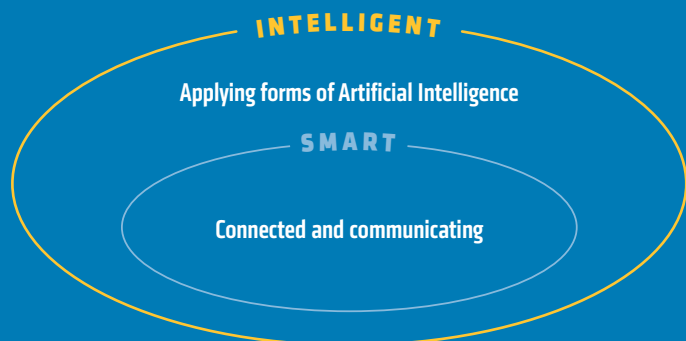 INTELLIGENT
Applying forms of Artificial Intelligence
SMART
Connected and communicating